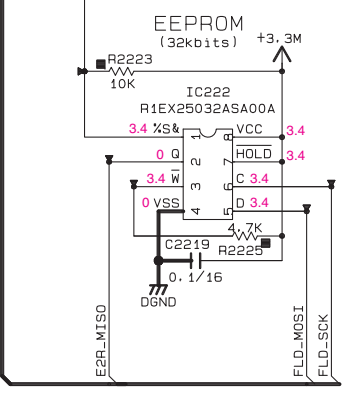 EEPROM
(32kbits)
+3.3M
R2223
10K
IC222
R1EX25032ASA00A
3.4 %S& 1 8 VCC 3.4
0 Q 2 7 HOLD 3.4
3.4 W 3 6 C 3.4
0 VSS 4 5 D 3.4
4.7K
C2219 R2225
0.1/16
DGND
E2R_MISO
FLD_MOSI
FLD_SCK